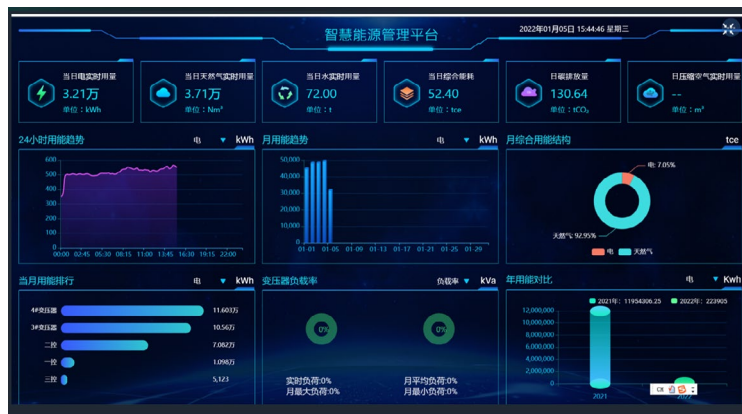 智慧能源管理平台
2022年01月05日 15:44:46 星期三
当日电实时用量
3.21万
单位：kWh
当日天然气实时用量
3.71万
单位：Nm³
当日水实时用量
72.00
单位：t
当日综合能耗
52.40
单位：tce
日碳排放量
130.64
单位：tCO₂
日压缩空气实时用量
--
单位：m³
24小时用能趋势 电 kWh
600
500
400
300
200
100
0
00:00 02:45 05:30 08:15 11:00 13:45 16:30 19:15 22:00
月用能趋势 电 kWh
50,000
40,000
30,000
20,000
10,000
0
01-01 01-05 01-09 01-13 01-17 01-21 01-25 01-29
月综合用能结构 tce
电: 7.05%
天然气: 92.95%
电 天然气
当月用能排行 电 kWh
4#变压器 11.603万
3#变压器 10.56万
二控 7.082万
一控 1.098万
三控 5,123
变压器负载率 负载率 kVa
0% 0%
实时负荷:0% 月平均负荷:0%
月最大负荷:0% 月最小负荷:0%
年用能对比 电 Kwh
2021年: 11954306.25 2022年: 223905
12,000,000
10,000,000
8,000,000
6,000,000
4,000,000
2,000,000
0
2021 2022